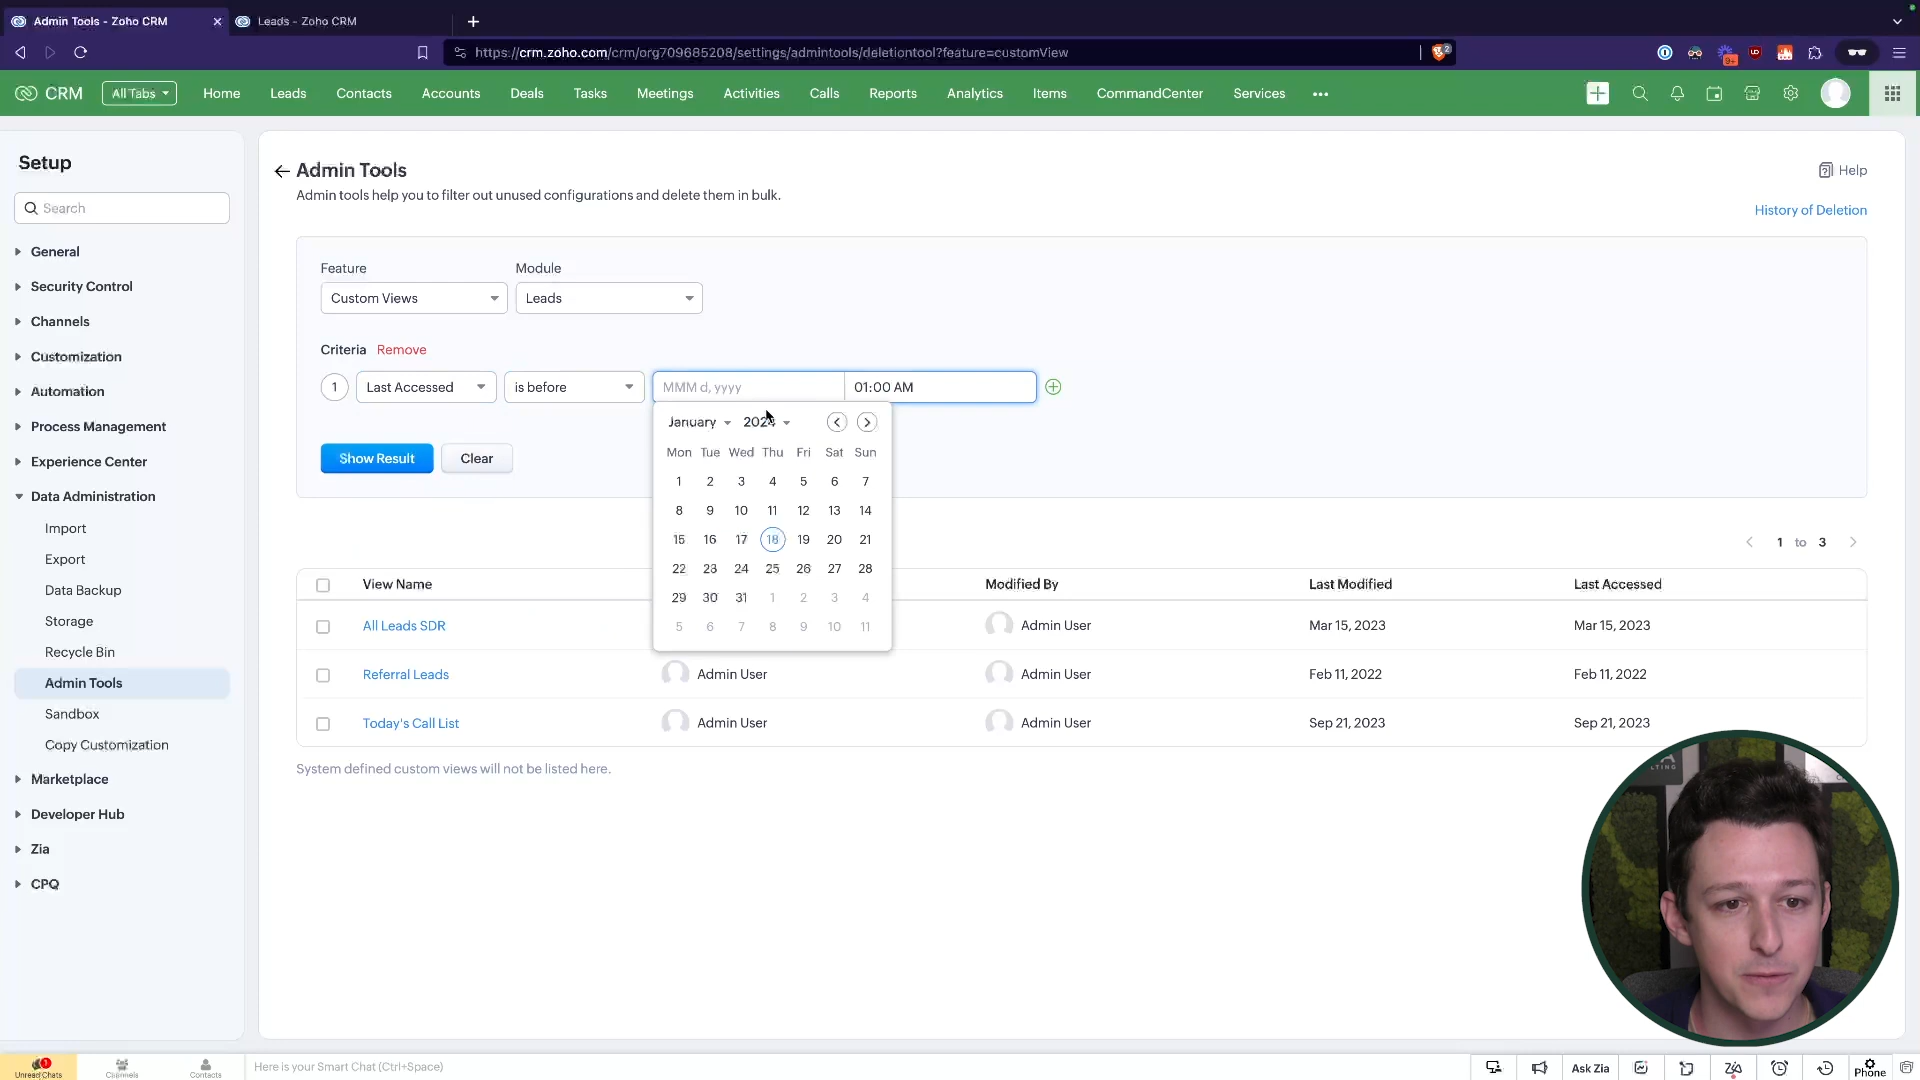 Admin Tools - Zoho CRM
Leads - Zoho CRM
https://crm.zoho.com/crm/org709685208/settings/admintools/deletiontool?feature=customView
2
9+
CRM
All Tabs
Home
Leads
Contacts
Accounts
Deals
Tasks
Meetings
Activities
Calls
Reports
Analytics
Items
CommandCenter
Services
Setup
Search
General
Security Control
Channels
Customization
Automation
Process Management
Experience Center
Data Administration
Import
Export
Data Backup
Storage
Recycle Bin
Admin Tools
Sandbox
Copy Customization
Marketplace
Developer Hub
Zia
CPQ
Admin Tools
Help
Admin tools help you to filter out unused configurations and delete them in bulk.
History of Deletion
Feature
Module
Custom Views
Leads
Criteria Remove
1
Last Accessed
is before
MMM d, yyyy
01:00 AM
January
2024
Show Result
Clear
Mon Tue Wed Thu Fri Sat Sun
1 2 3 4 5 6 7
8 9 10 11 12 13 14
15 16 17 18 19 20 21
22 23 24 25 26 27 28
29 30 31 1 2 3 4
5 6 7 8 9 10 11
1 to 3
View Name
Modified By
Last Modified
Last Accessed
All Leads SDR
Admin User
Mar 15, 2023
Mar 15, 2023
Referral Leads
Admin User
Admin User
Feb 11, 2022
Feb 11, 2022
Today's Call List
Admin User
Admin User
Sep 21, 2023
Sep 21, 2023
System defined custom views will not be listed here.
1
Unread Chats
Channels
Contacts
Here is your Smart Chat (Ctrl+Space)
Ask Zia
Phone